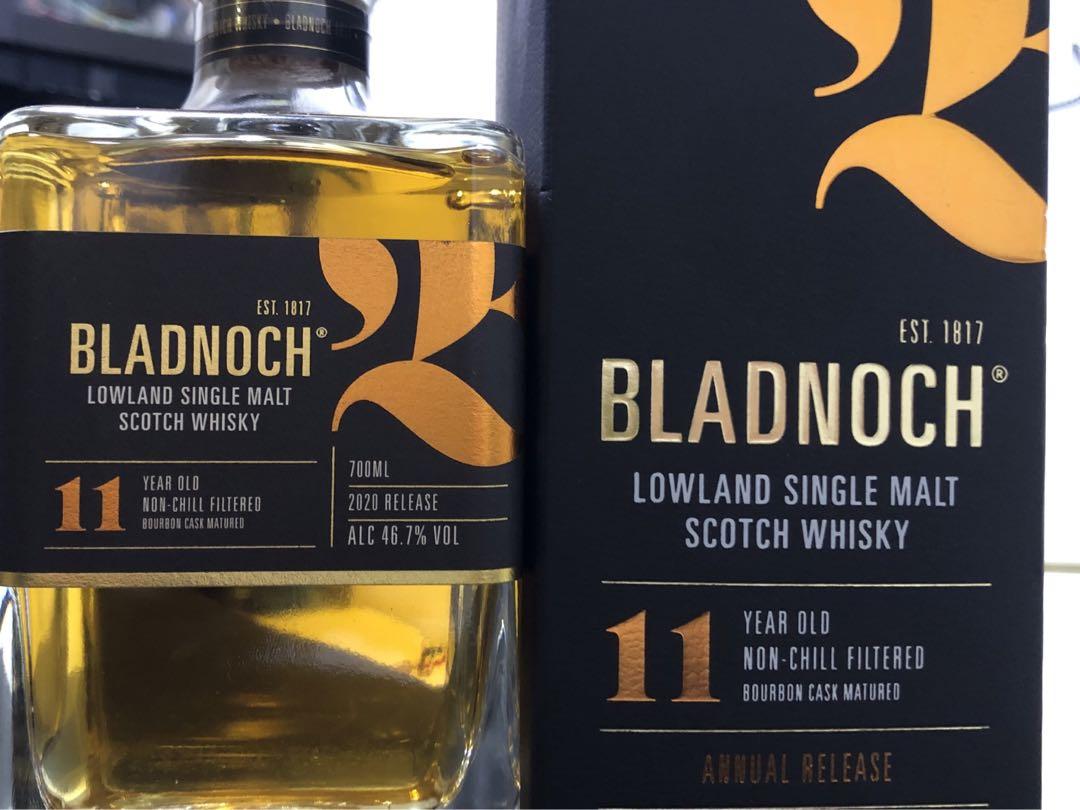 WHISKY • BLADNOCH
EST. 1817
BLADNOCH®
LOWLAND SINGLE MALT
SCOTCH WHISKY
11
YEAR OLD
NON-CHILL FILTERED
BOURBON CASK MATURED
700ML
2020 RELEASE
ALC 46.7% VOL
EST. 1817
BLADNOCH®
LOWLAND SINGLE MALT
SCOTCH WHISKY
11
YEAR OLD
NON-CHILL FILTERED
BOURBON CASK MATURED
ANNUAL RELEASE